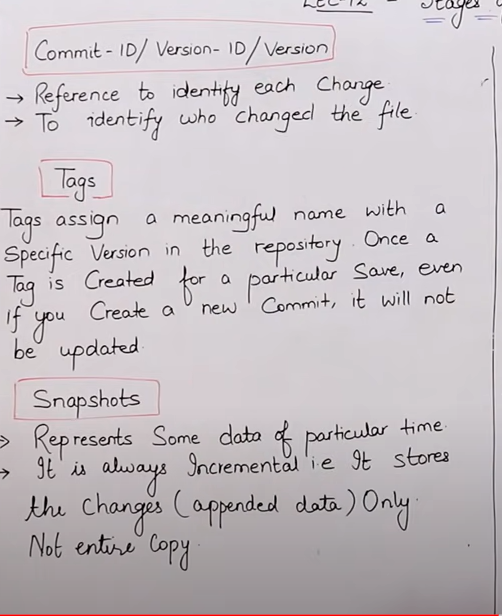 Lec-12 - Stages
Commit-ID/Version-ID/Version
→ Reference to identify each Change.
→ To identify who changed the file.
Tags
Tags assign a meaningful name with a
Specific Version in the repository. Once a
Tag is Created for a particular Save, even
if you Create a new Commit, it will not
be updated.
Snapshots
→ Represents Some data of particular time.
→ It is always Incremental i.e It stores
the Changes (appended data) Only.
Not entire Copy.